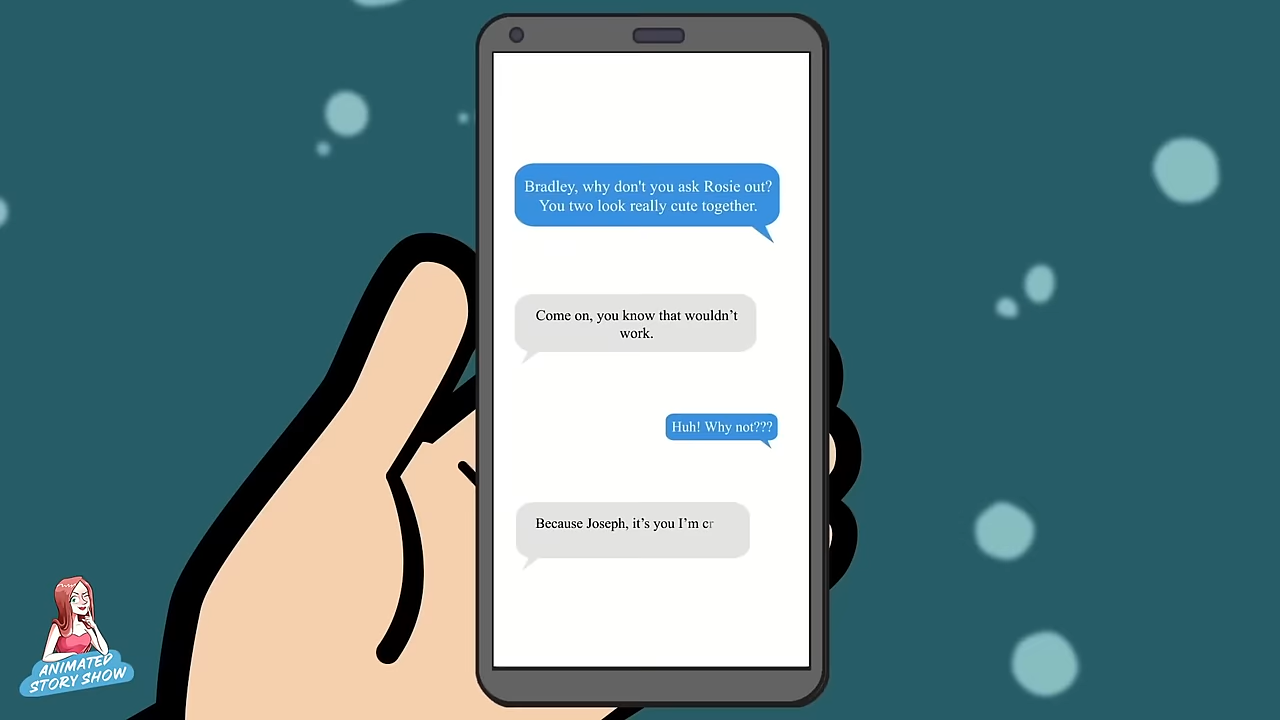 Bradley, why don't you ask Rosie out?
You two look really cute together.
Come on, you know that wouldn’t
work.
Huh! Why not???
Because Joseph, it’s you I’m cr
ANIMATED
STORY SHOW